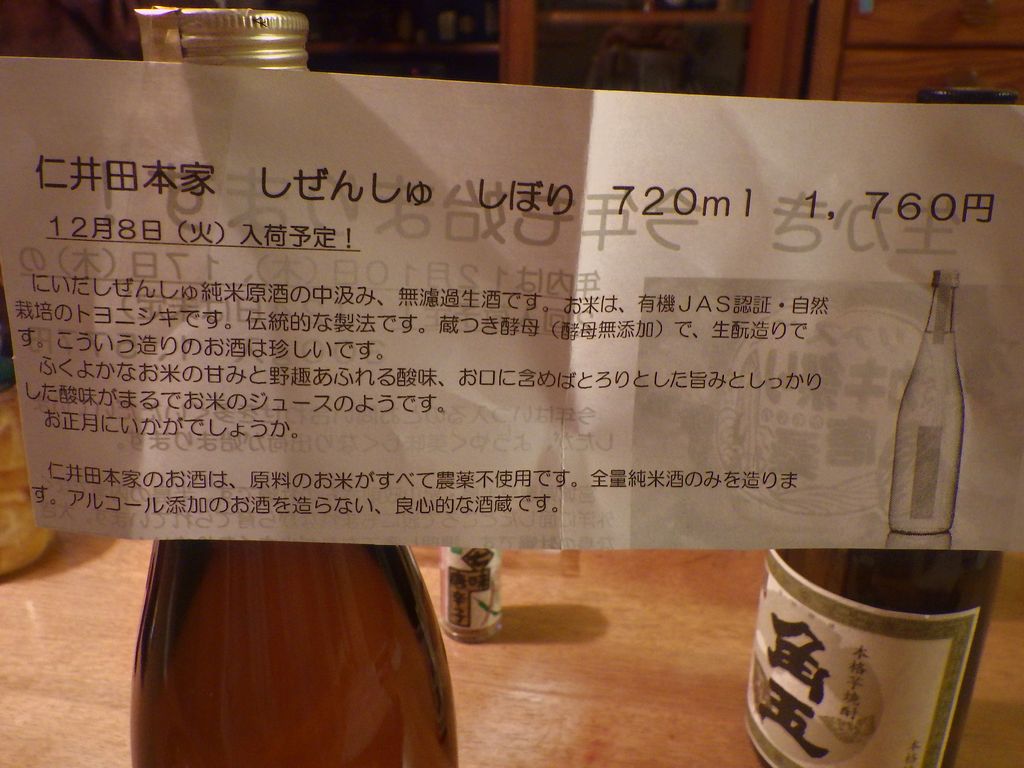 仁井田本家　しぜんしゅ　しぼり　720ml　1,760円
12月8日（火）入荷予定！
にいだしぜんしゅ純米原酒の中汲み、無濾過生酒です。お米は、有機JAS認証・自然
栽培のトヨニシキです。伝統的な製法です。蔵つき酵母（酵母無添加）で、生酛造りで
す。こういう造りのお酒は珍しいです。
ふくよかなお米の甘みと野趣あふれる酸味、お口に含めばとろりとした旨みとしっかり
した酸味がまるでお米のジュースのようです。
お正月にいかがでしょうか。
仁井田本家のお酒は、原料のお米がすべて農薬不使用です。全量純米酒のみを造りま
す。アルコール添加のお酒を造らない、良心的な酒蔵です。
角玉
本格芋焼酎